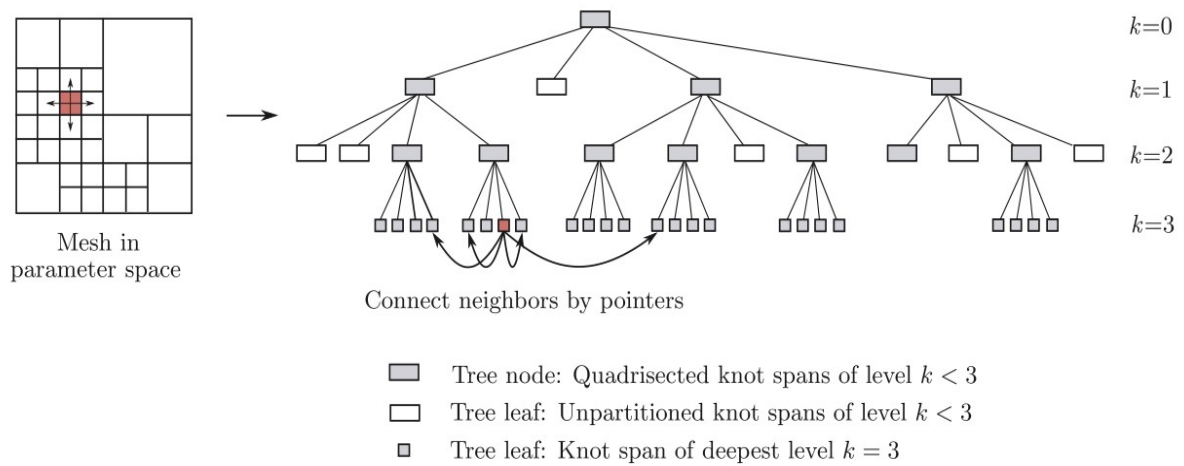 k=0
k=1
k=2
k=3
Mesh in
parameter space
Connect neighbors by pointers
Tree node: Quadrisected knot spans of level k < 3
Tree leaf: Unpartitioned knot spans of level k < 3
Tree leaf: Knot span of deepest level k = 3